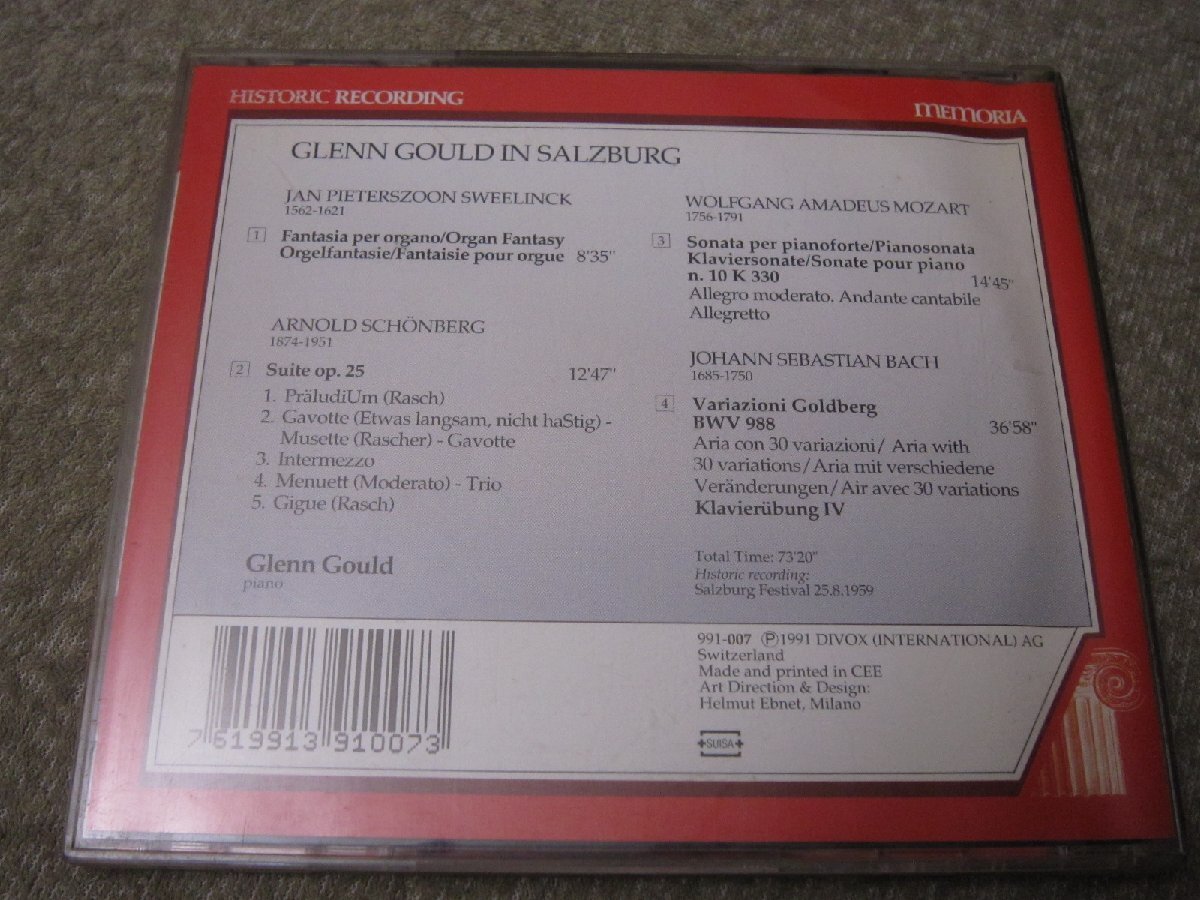 HISTORIC RECORDING
MEMORIA
GLENN GOULD IN SALZBURG
JAN PIETERSZOON SWEELINCK
1562-1621
1 Fantasia per organo/Organ Fantasy
Orgelfantasie/Fantaisie pour orgue 8'35"
ARNOLD SCHÖNBERG
1874-1951
2 Suite op. 25 12'47"
1. PräludiUm (Rasch)
2. Gavotte (Etwas langsam, nicht haStig) -
Musette (Rascher) - Gavotte
3. Intermezzo
4. Menuett (Moderato) - Trio
5. Gigue (Rasch)
Glenn Gould
piano
WOLFGANG AMADEUS MOZART
1756-1791
3 Sonata per pianoforte/Pianosonata
Klaviersonate/Sonate pour piano
n. 10 K 330 14'45"
Allegro moderato. Andante cantabile
Allegretto
JOHANN SEBASTIAN BACH
1685-1750
4 Variazioni Goldberg
BWV 988 36'58"
Aria con 30 variazioni/ Aria with
30 variations/Aria mit verschiedene
Veränderungen/Air avec 30 variations
Klavierübung IV
Total Time: 73'20"
Historic recording:
Salzburg Festival 25.8.1959
7 619913 910073
991-007 ℗1991 DIVOX (INTERNATIONAL) AG
Switzerland
Made and printed in CEE
Art Direction & Design:
Helmut Ebnet, Milano
SUISA